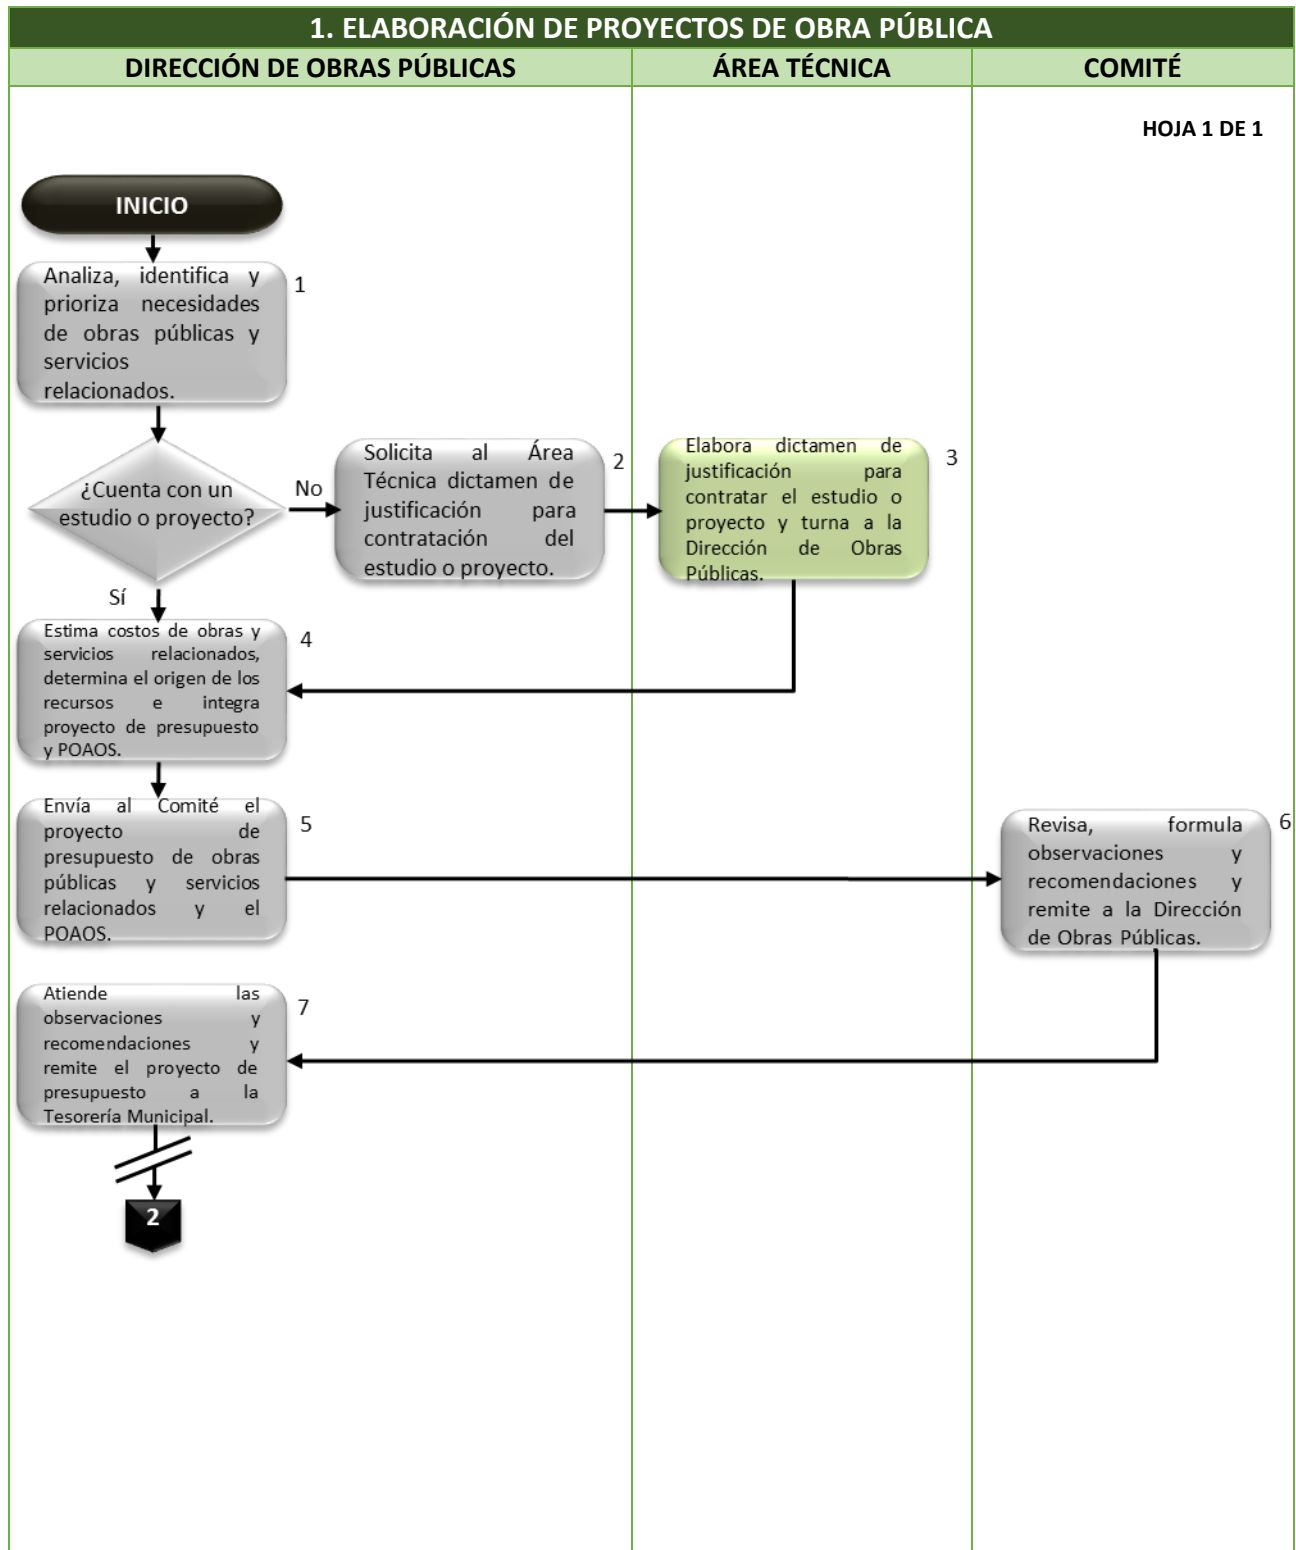 1. ELABORACIÓN DE PROYECTOS DE OBRA PÚBLICA
DIRECCIÓN DE OBRAS PÚBLICAS
ÁREA TÉCNICA
COMITÉ
HOJA 1 DE 1
INICIO
Analiza, identifica y
prioriza necesidades
de obras públicas y
servicios
relacionados.
1
¿Cuenta con un
estudio o proyecto?
No
Solicita al Área
Técnica dictamen de
justificación para
contratación del
estudio o proyecto.
2
Elabora dictamen de
justificación para
contratar el estudio o
proyecto y turna a la
Dirección de Obras
Públicas.
3
Sí
Estima costos de obras y
servicios relacionados,
determina el origen de los
recursos e integra
proyecto de presupuesto
y POAOS.
4
Envía al Comité el
proyecto de
presupuesto de obras
públicas y servicios
relacionados y el
POAOS.
5
Revisa, formula
observaciones y
recomendaciones y
remite a la Dirección
de Obras Públicas.
6
Atiende las
observaciones y
recomendaciones y
remite el proyecto de
presupuesto a la
Tesorería Municipal.
7
2